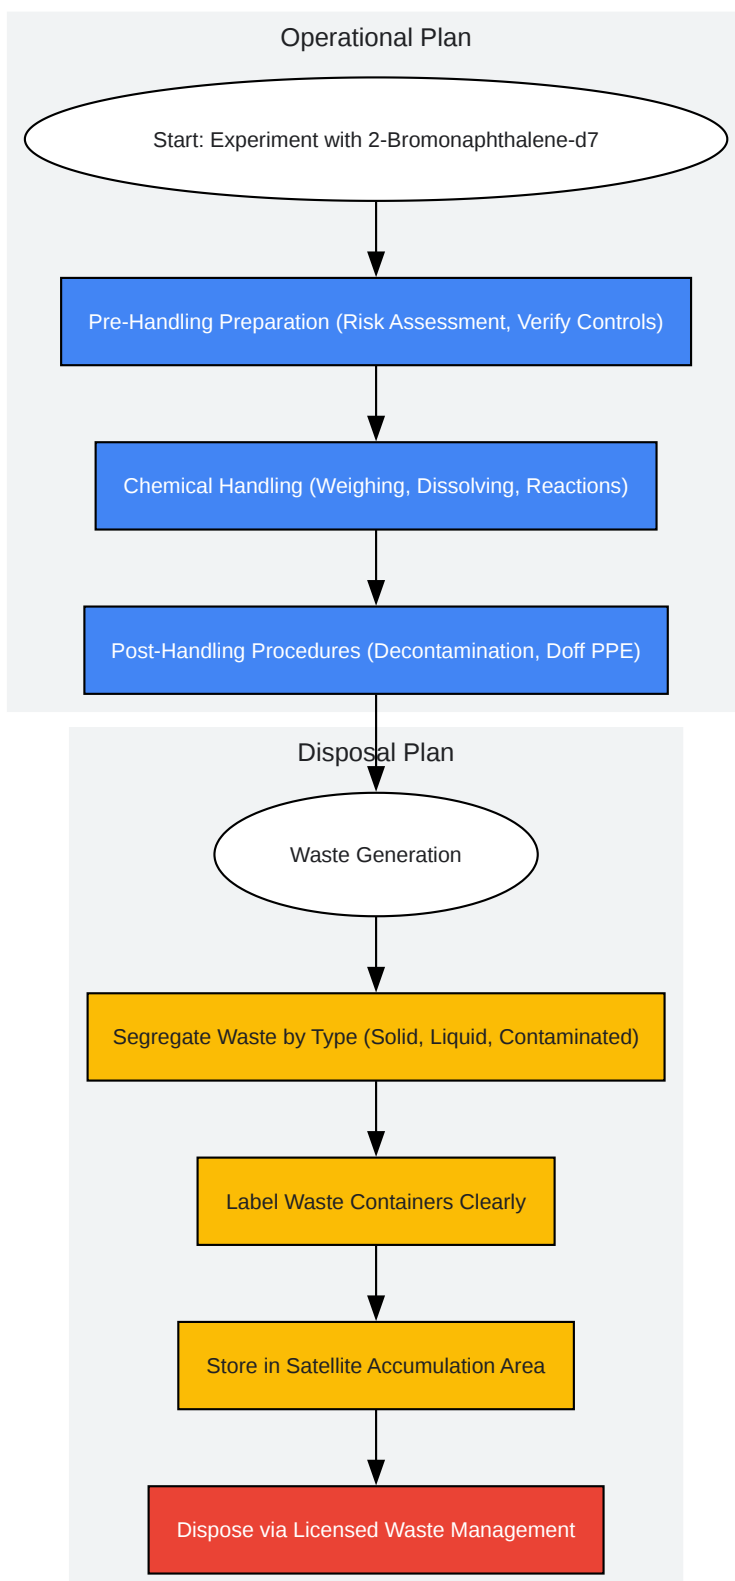 Operational Plan
Start: Experiment with 2-Bromonaphthalene-d7
Pre-Handling Preparation (Risk Assessment, Verify Controls)
Chemical Handling (Weighing, Dissolving, Reactions)
Post-Handling Procedures (Decontamination, Doff PPE)
Disposal Plan
Waste Generation
Segregate Waste by Type (Solid, Liquid, Contaminated)
Label Waste Containers Clearly
Store in Satellite Accumulation Area
Dispose via Licensed Waste Management